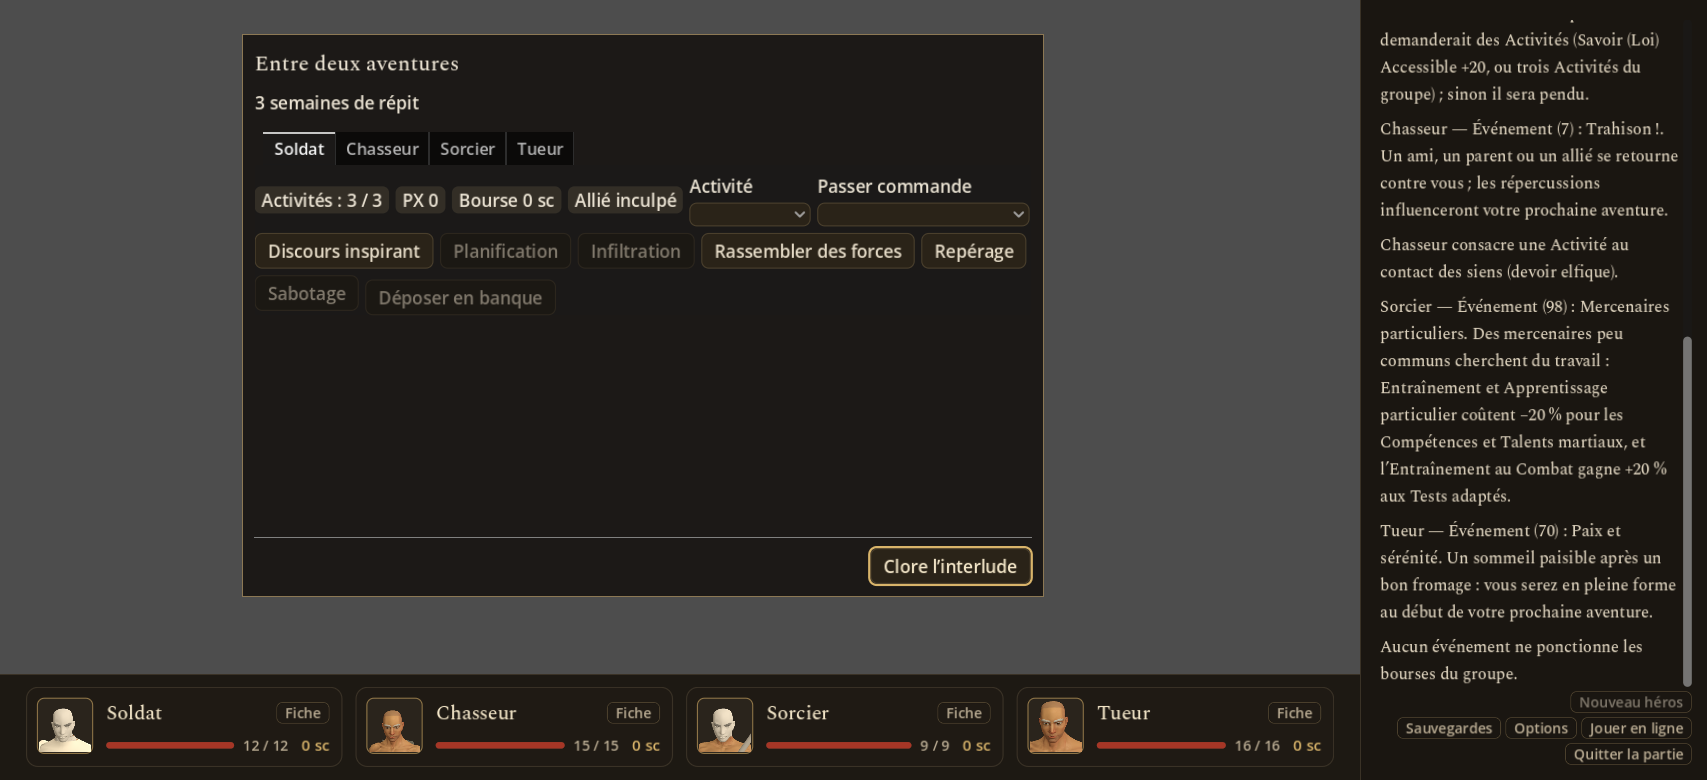 Entre deux aventures
3 semaines de répit
Soldat
Chasseur
Sorcier
Tueur
Activités : 3 / 3
PX 0
Bourse 0 sc
Allié inculpé
Activité
Passer commande
Discours inspirant
Planification
Infiltration
Rassembler des forces
Repérage
Sabotage
Déposer en banque
Clore l’interlude
Soldat
Fiche
12 / 12
0 sc
Chasseur
Fiche
15 / 15
0 sc
Sorcier
Fiche
9 / 9
0 sc
Tueur
Fiche
16 / 16
0 sc
demanderait des Activités (Savoir (Loi)
Accessible +20, ou trois Activités du
groupe) ; sinon il sera pendu.
Chasseur — Événement (7) : Trahison !.
Un ami, un parent ou un allié se retourne
contre vous ; les répercussions
influenceront votre prochaine aventure.
Chasseur consacre une Activité au
contact des siens (devoir elfique).
Sorcier — Événement (98) : Mercenaires
particuliers. Des mercenaires peu
communs cherchent du travail :
Entraînement et Apprentissage
particulier coûtent −20 % pour les
Compétences et Talents martiaux, et
l’Entraînement au Combat gagne +20 %
aux Tests adaptés.
Tueur — Événement (70) : Paix et
sérénité. Un sommeil paisible après un
bon fromage : vous serez en pleine forme
au début de votre prochaine aventure.
Aucun événement ne ponctionne les
bourses du groupe.
Nouveau héros
Sauvegardes
Options
Jouer en ligne
Quitter la partie